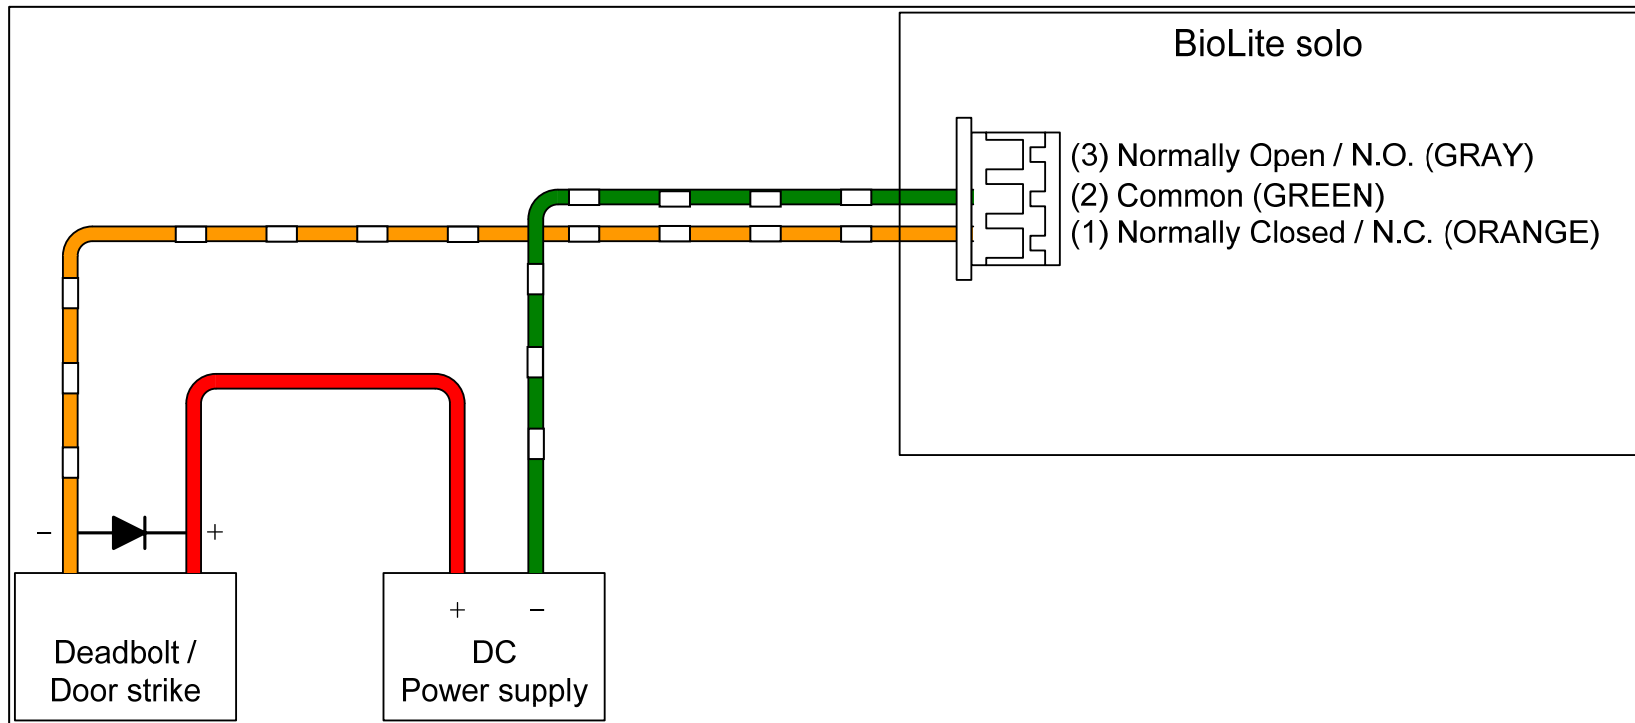 BioLite solo
(3) Normally Open / N.O. (GRAY)
(2) Common (GREEN)
(1) Normally Closed / N.C. (ORANGE)
− +
+ −
Deadbolt /
Door strike
DC
Power supply